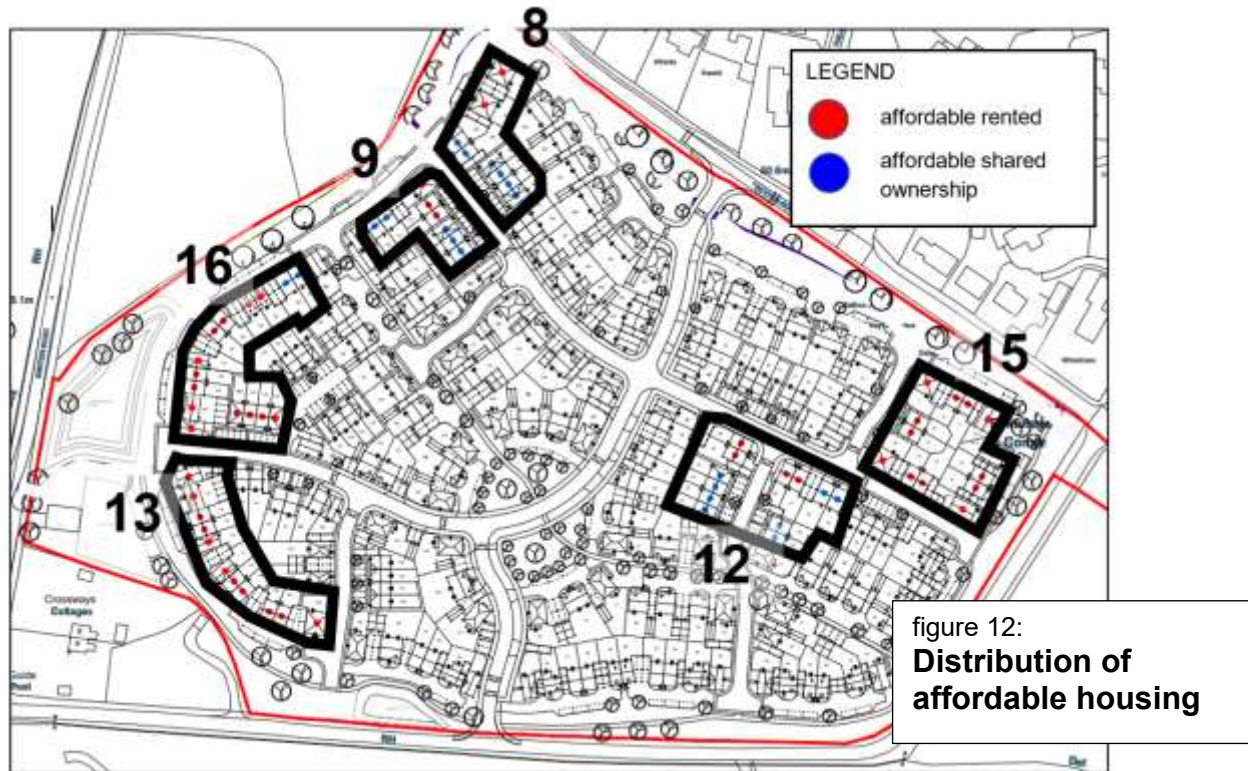 8
LEGEND
affordable rented
affordable shared
ownership
9
16
15
13
12
Crossways
Cottages
RH
figure 12:
Distribution of
affordable housing